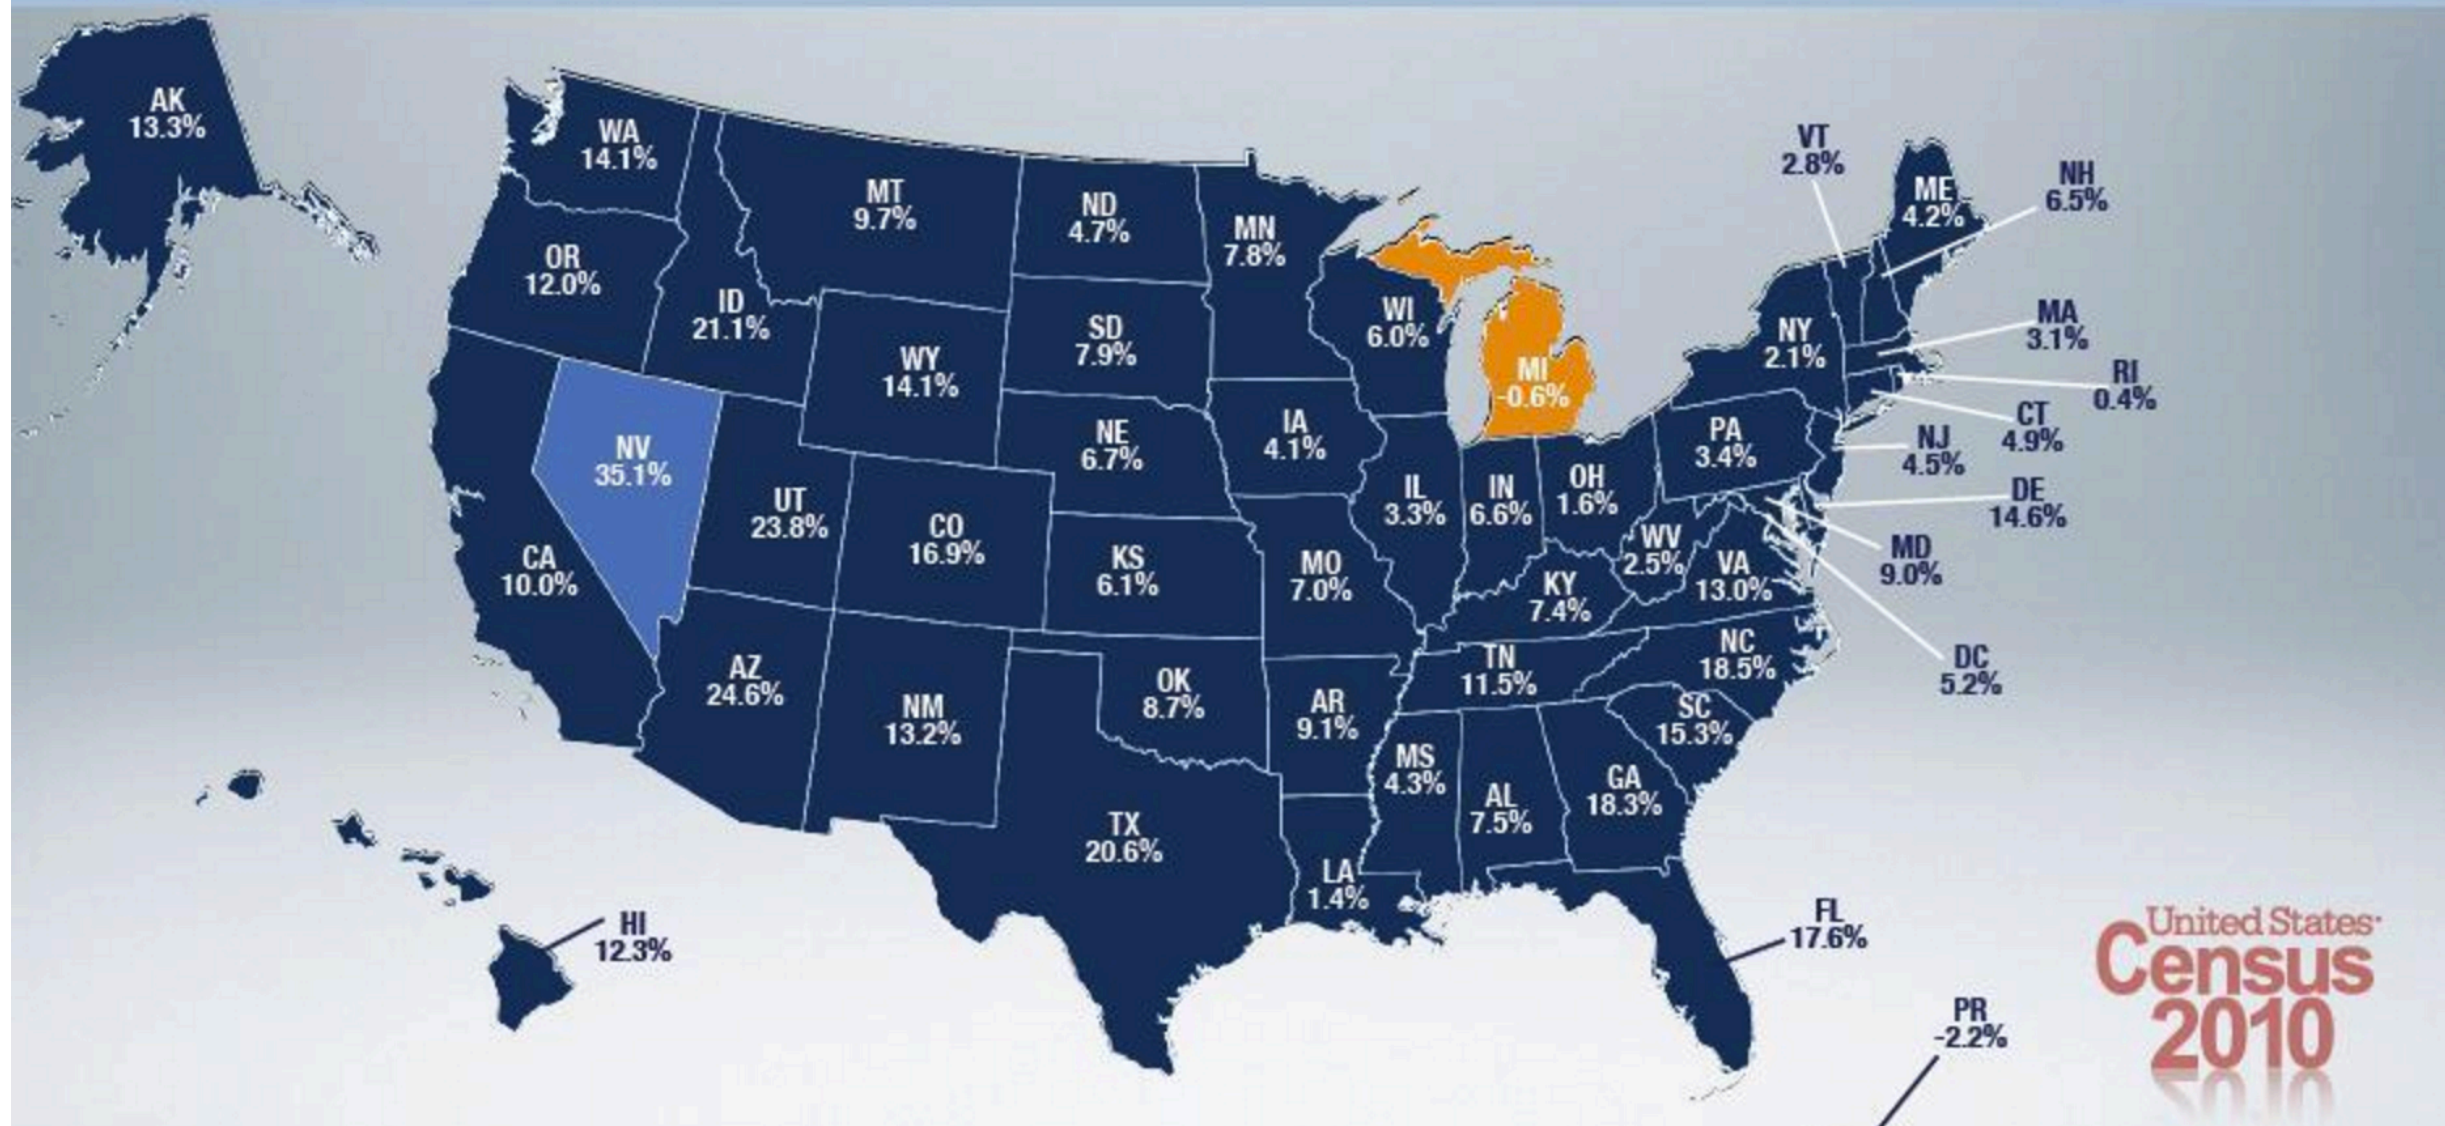 AK
13.3%
WA
14.1%
MT
9.7%
ND
4.7%
MN
7.8%
VT
2.8%
ME
4.2%
NH
6.5%
OR
12.0%
ID
21.1%
WY
14.1%
SD
7.9%
WI
6.0%
MI
-0.6%
NY
2.1%
MA
3.1%
RI
0.4%
CT
4.9%
NJ
4.5%
PA
3.4%
DE
14.6%
MD
9.0%
DC
5.2%
NV
35.1%
UT
23.8%
CO
16.9%
NE
6.7%
IA
4.1%
IL
3.3%
IN
6.6%
OH
1.6%
WV
2.5%
VA
13.0%
CA
10.0%
KS
6.1%
MO
7.0%
KY
7.4%
AZ
24.6%
NM
13.2%
OK
8.7%
AR
9.1%
TN
11.5%
NC
18.5%
SC
15.3%
MS
4.3%
AL
7.5%
GA
18.3%
TX
20.6%
LA
1.4%
FL
17.6%
HI
12.3%
PR
-2.2%
United States
Census
2010